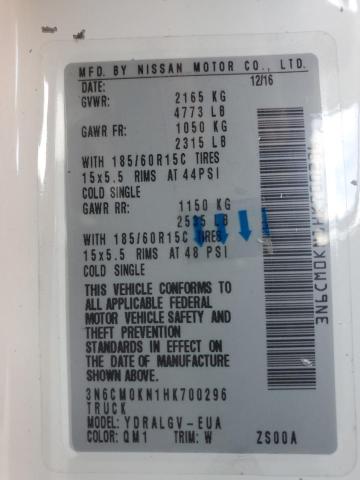 MFD. BY NISSAN MOTOR CO., LTD.
DATE: 12/16
GVWR: 2165 KG
4773 LB
GAWR FR: 1050 KG
2315 LB
WITH 185/60R15C TIRES
15x5.5 RIMS AT 44PSI
COLD SINGLE
GAWR RR: 1150 KG
2535 LB
WITH 185/60R15C TIRES
15x5.5 RIMS AT 48 PSI
COLD SINGLE
THIS VEHICLE CONFORMS TO
ALL APPLICABLE FEDERAL
MOTOR VEHICLE SAFETY AND
THEFT PREVENTION
STANDARDS IN EFFECT ON
THE DATE OF MANUFACTURE
SHOWN ABOVE.
3N6CM0KN1HK700296
TRUCK
MODEL: YDRALGV-EUA
COLOR: QM1 TRIM: W ZS00A